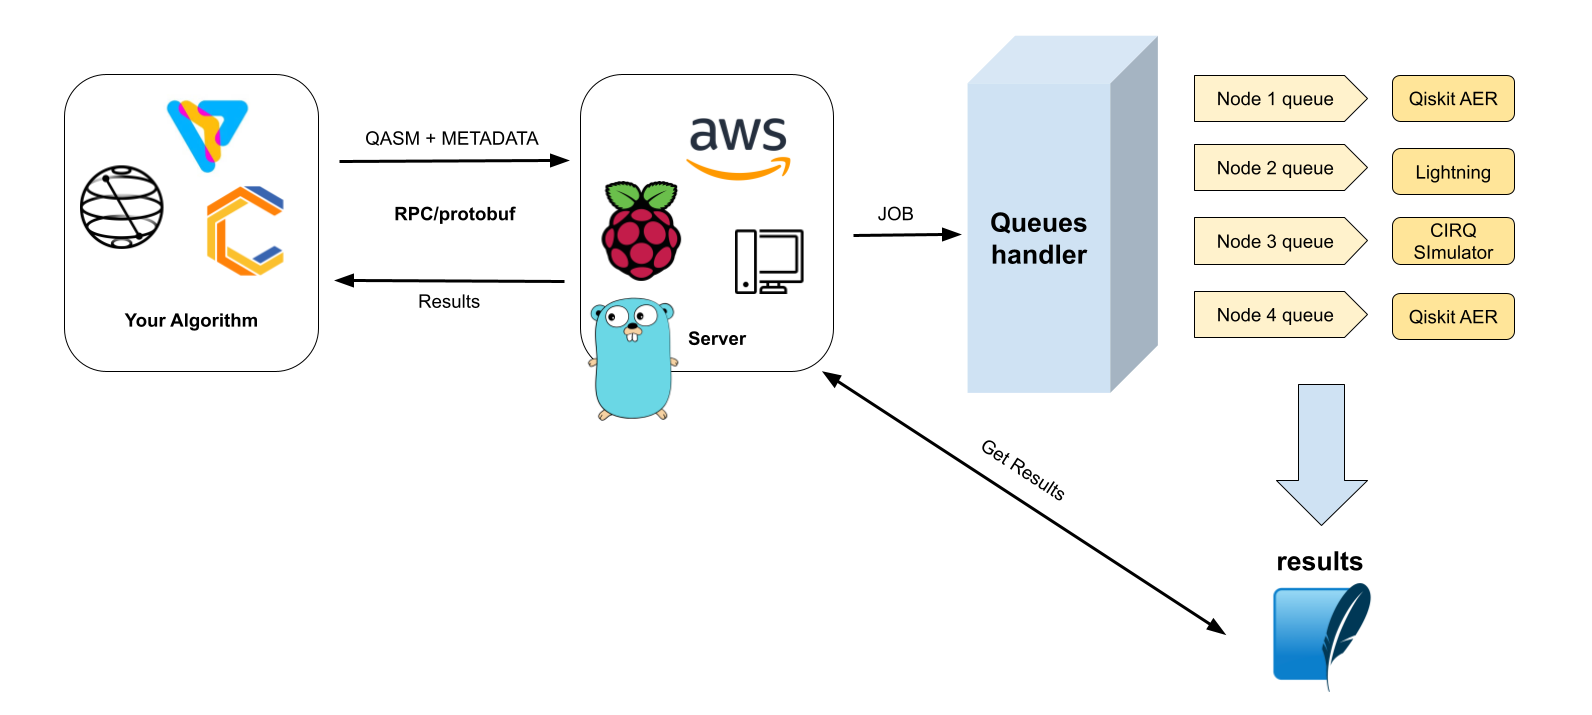 Your Algorithm
QASM + METADATA
RPC/protobuf
Results
aws
Server
JOB
Queues
handler
Node 1 queue
Qiskit AER
Node 2 queue
Lightning
Node 3 queue
CIRQ
SImulator
Node 4 queue
Qiskit AER
Get Results
results